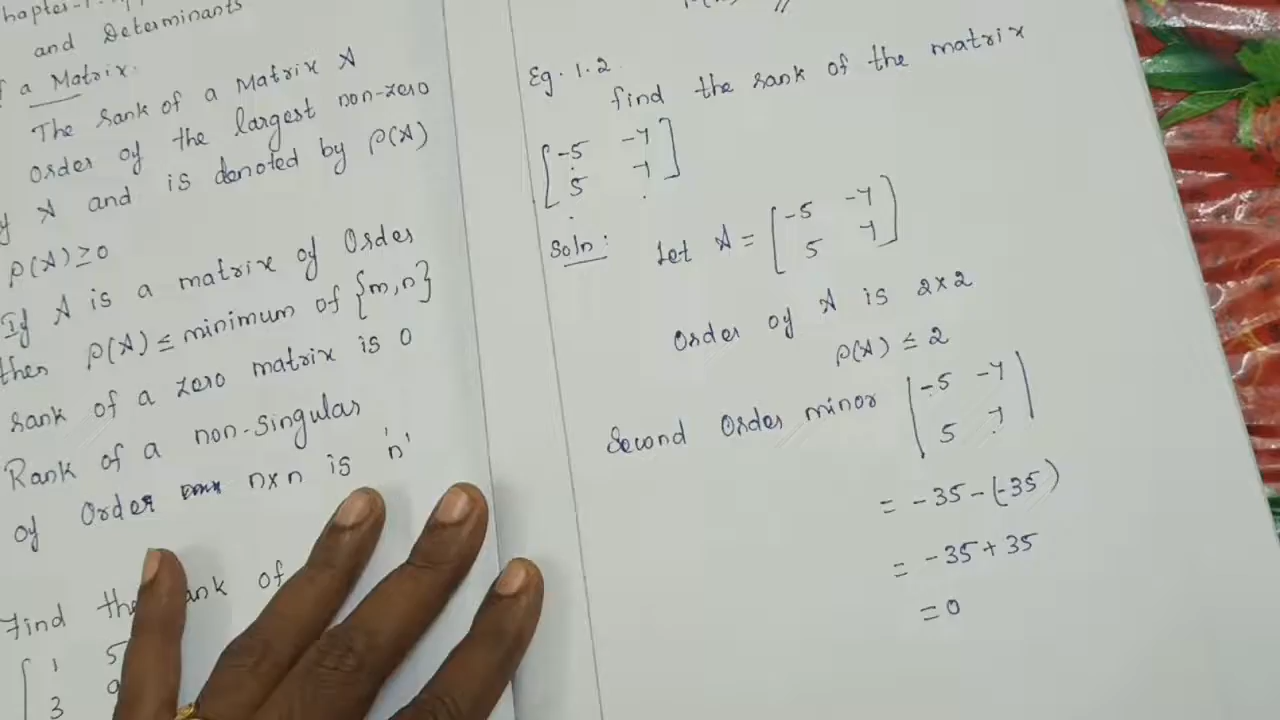 and Determinants
a Matrix.
The rank of a Matrix A
order of the largest non-zero
A and is denoted by ρ(A)
ρ(A)≥0
If A is a matrix of Order
then ρ(A) ≤ minimum of {m,n}
rank of a zero matrix is 0
Rank of a non-singular
of Order n×n is 'n'
Find the rank of
1 5
3
Eg. 1.2
find the rank of the matrix
[-5 -7
5 7]
Soln: Let A = [-5 -7
5 7]
Order of A is 2×2
ρ(A) ≤ 2
Second Order minor |-5 -7
5 7|
= -35-(-35)
= -35+35
=0